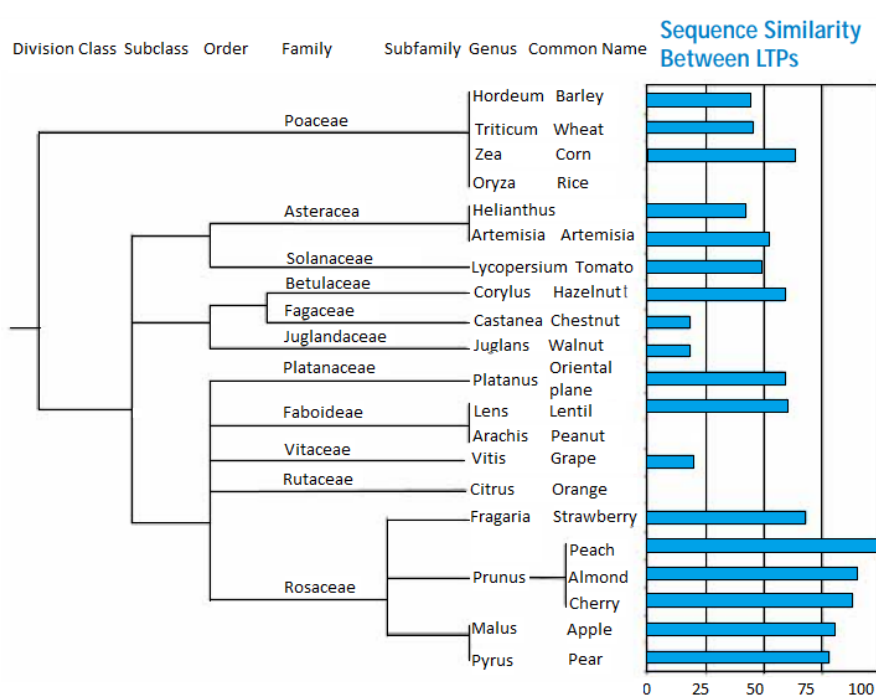 Sequence Similarity
Between LTPs
Division Class Subclass Order Family Subfamily Genus Common Name
Hordeum Barley
Poaceae
Triticum Wheat
Zea Corn
Oryza Rice
Asteracea
Helianthus
Artemisia Artemisia
Solanaceae
Lycopersium Tomato
Betulaceae
Corylus Hazelnut
Fagaceae
Castanea Chestnut
Juglandaceae
Juglans Walnut
Platanaceae
Platanus Oriental
plane
Faboideae
Lens Lentil
Arachis Peanut
Vitaceae
Vitis Grape
Rutaceae
Citrus Orange
Fragaria Strawberry
Peach
Rosaceae
Prunus Almond
Cherry
Malus Apple
Pyrus Pear
0 25 50 75 100